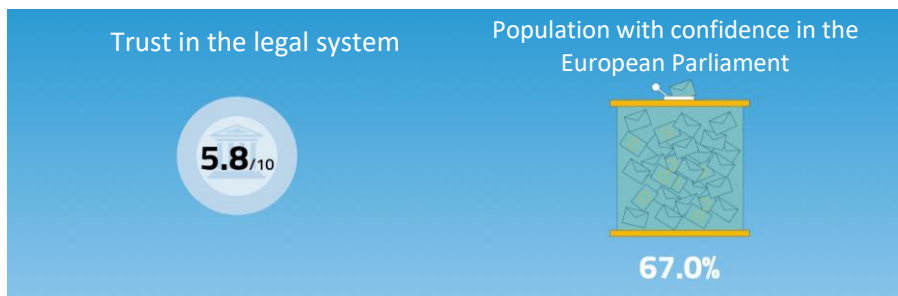 Trust in the legal system
5.8/10
Population with confidence in the
European Parliament
67.0%